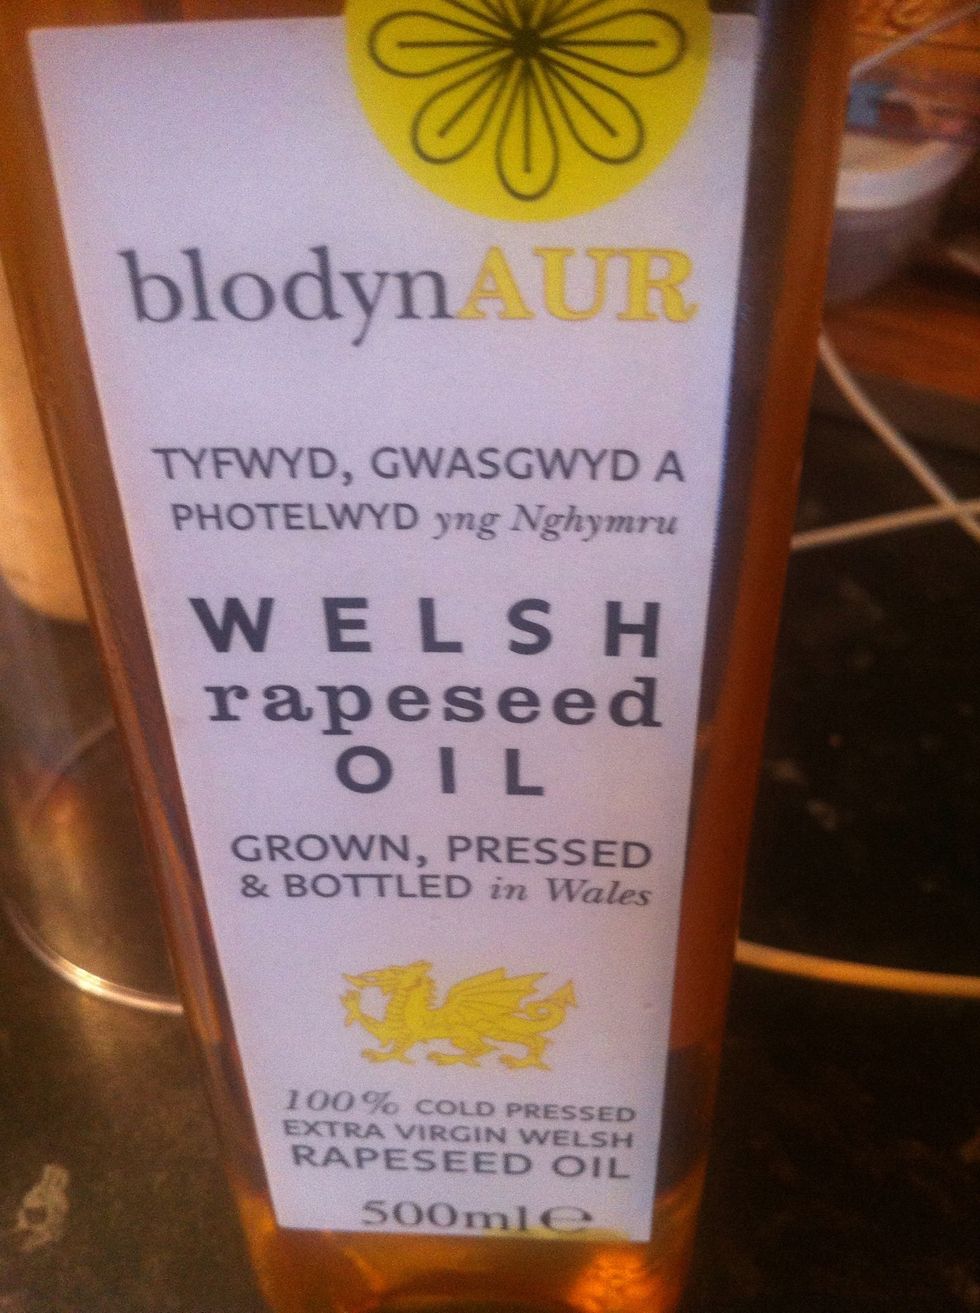 blodynAUR
TYFWYD, GWASGWYD A
PHOTELWYD yng Nghymru
WELSH
rapeseed
OIL
GROWN, PRESSED
& BOTTLED in Wales
100% COLD PRESSED
EXTRA VIRGIN WELSH
RAPESEED OIL
500ml℮